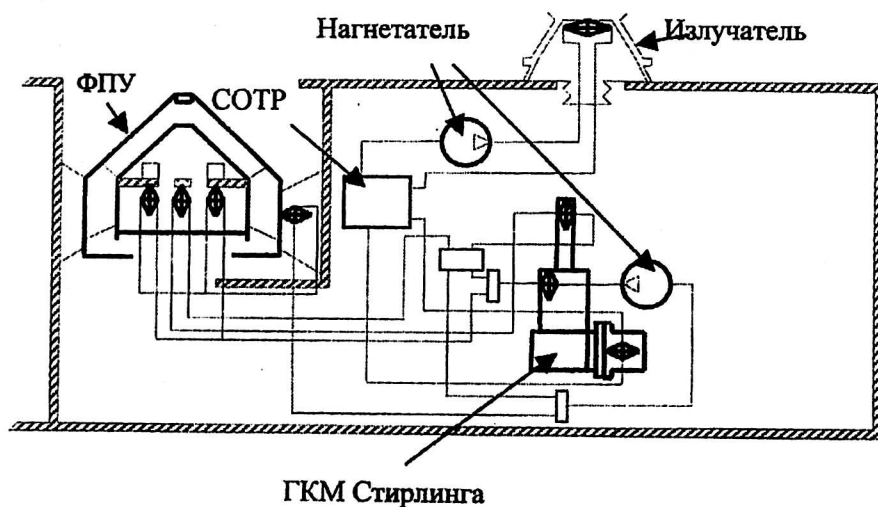 Нагнетатель
Излучатель
ФПУ
СОТР
ГКМ Стирлинга